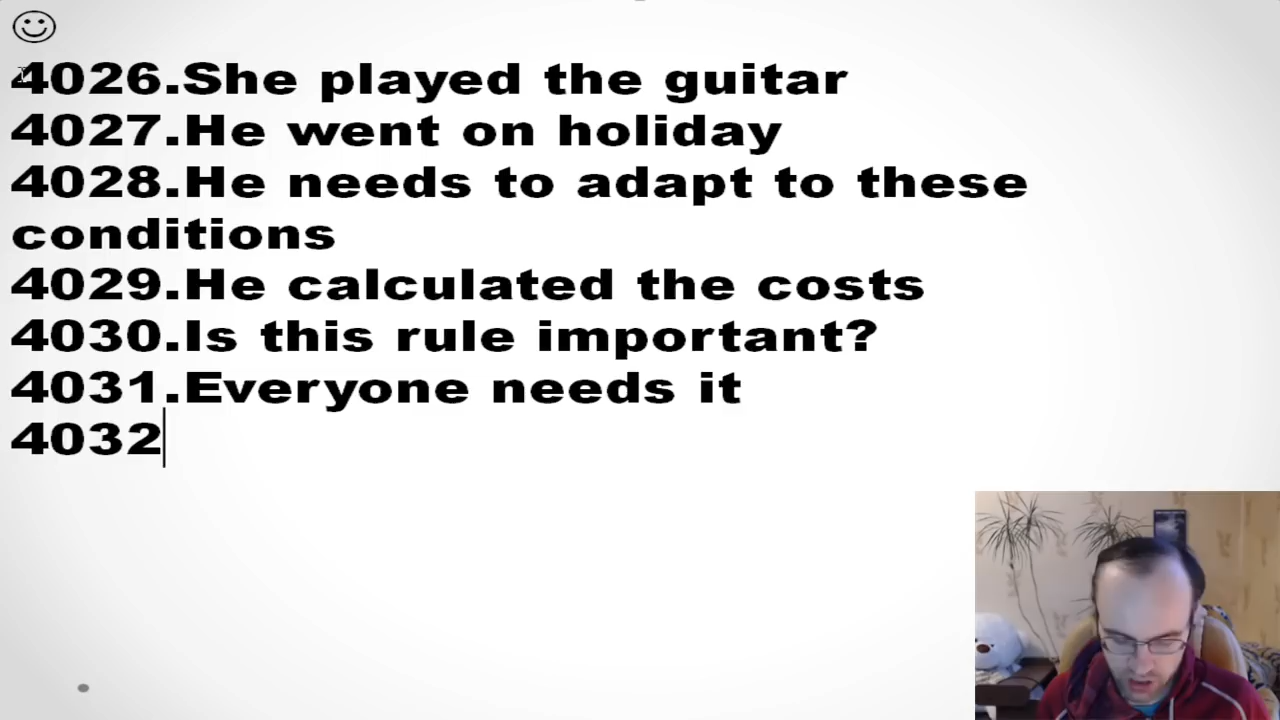 4026.She played the guitar
4027.He went on holiday
4028.He needs to adapt to these
conditions
4029.He calculated the costs
4030.Is this rule important?
4031.Everyone needs it
4032